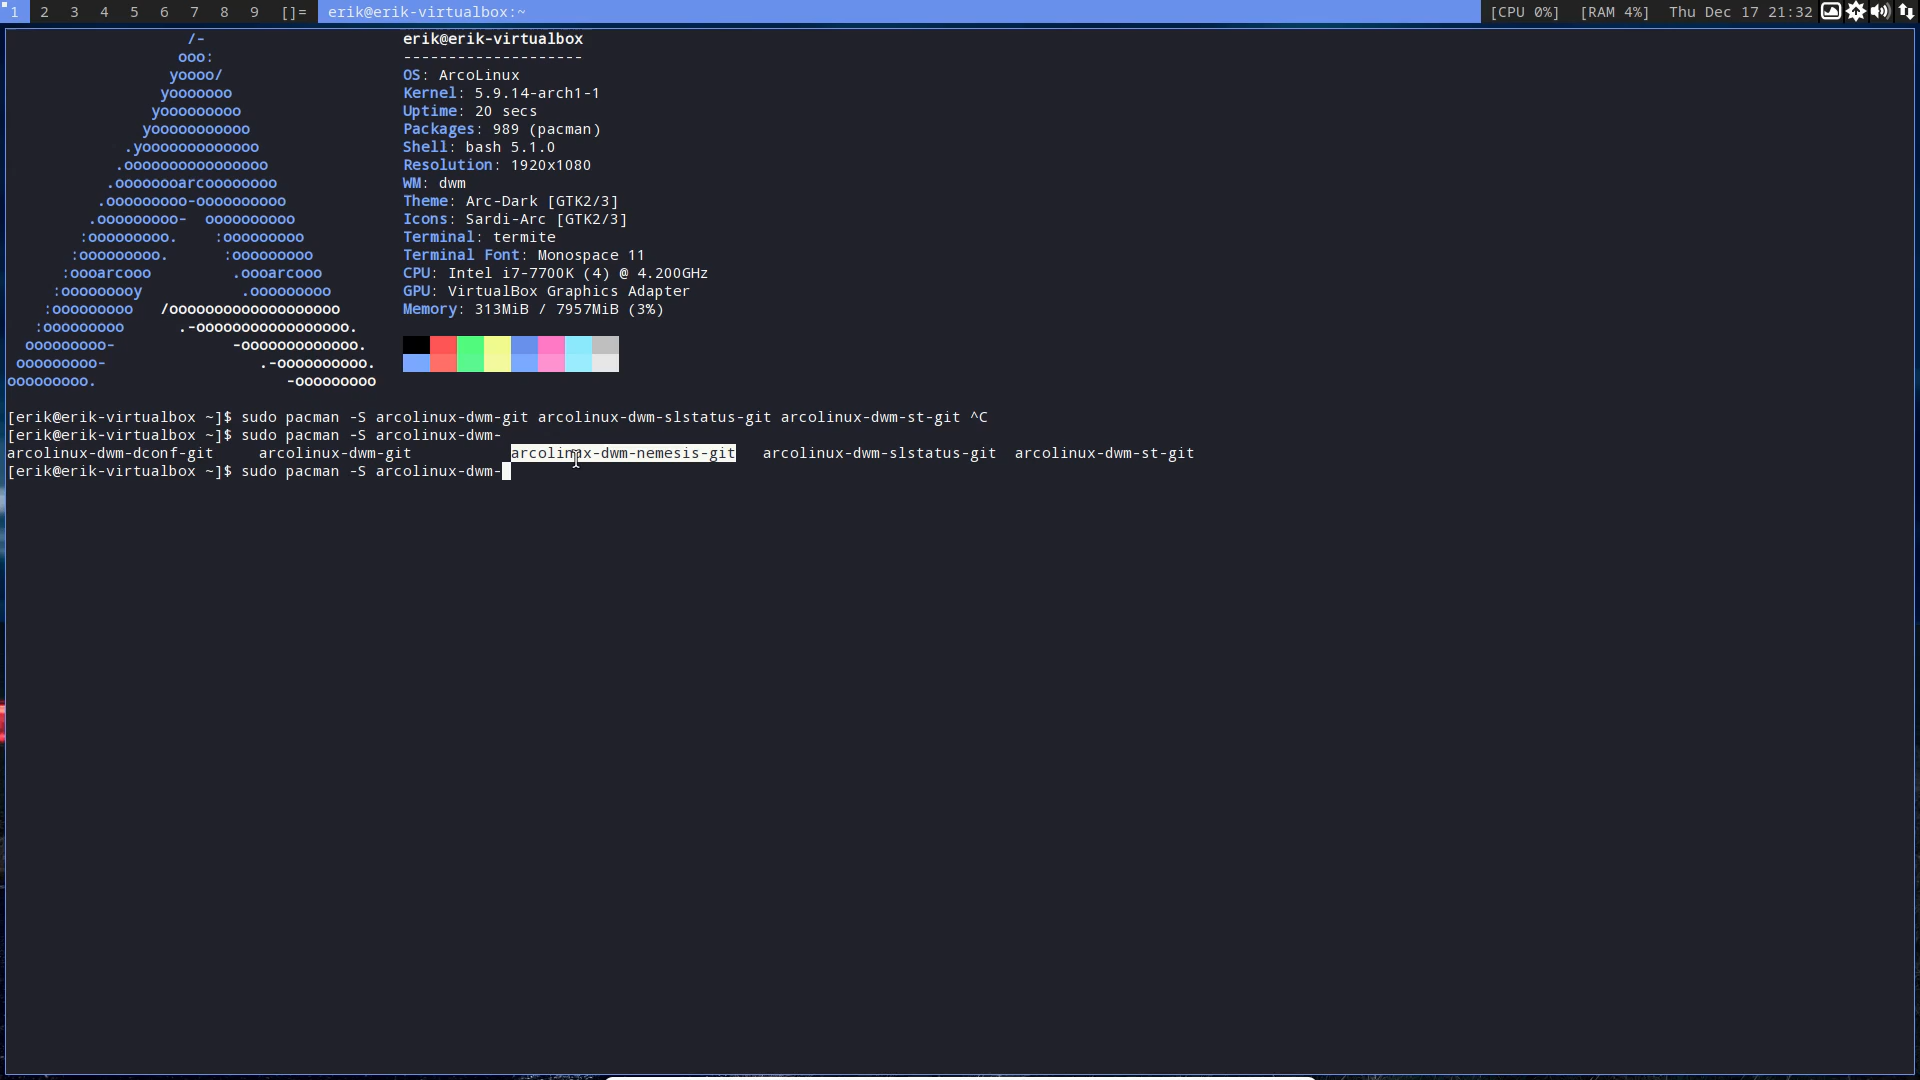 1 2 3 4 5 6 7 8 9 []= erik@erik-virtualbox:~ [CPU 0%] [RAM 4%] Thu Dec 17 21:32
/-
ooo:
yoooo/
yooooooo
yooooooooo
yooooooooooo
.yooooooooooooo
.oooooooooooooooo
.oooooooarcoooooooo
.ooooooooo-oooooooooo
.ooooooooo-  oooooooooo
:ooooooooo.    :ooooooooo
:ooooooooo.      :ooooooooo
:oooarcooo         .oooarcooo
:ooooooooy           .ooooooooo
:ooooooooo   /ooooooooooooooooooo
:ooooooooo      .-ooooooooooooooooo.
ooooooooo-             -ooooooooooooo.
ooooooooo-                .-oooooooooo.
ooooooooo.                     -ooooooooo
erik@erik-virtualbox
--------------------
OS: ArcoLinux
Kernel: 5.9.14-arch1-1
Uptime: 20 secs
Packages: 989 (pacman)
Shell: bash 5.1.0
Resolution: 1920x1080
WM: dwm
Theme: Arc-Dark [GTK2/3]
Icons: Sardi-Arc [GTK2/3]
Terminal: termite
Terminal Font: Monospace 11
CPU: Intel i7-7700K (4) @ 4.200GHz
GPU: VirtualBox Graphics Adapter
Memory: 313MiB / 7957MiB (3%)
[erik@erik-virtualbox ~]$ sudo pacman -S arcolinux-dwm-git arcolinux-dwm-slstatus-git arcolinux-dwm-st-git ^C
[erik@erik-virtualbox ~]$ sudo pacman -S arcolinux-dwm-
arcolinux-dwm-dconf-git     arcolinux-dwm-git           arcolinux-dwm-nemesis-git   arcolinux-dwm-slstatus-git  arcolinux-dwm-st-git
[erik@erik-virtualbox ~]$ sudo pacman -S arcolinux-dwm-